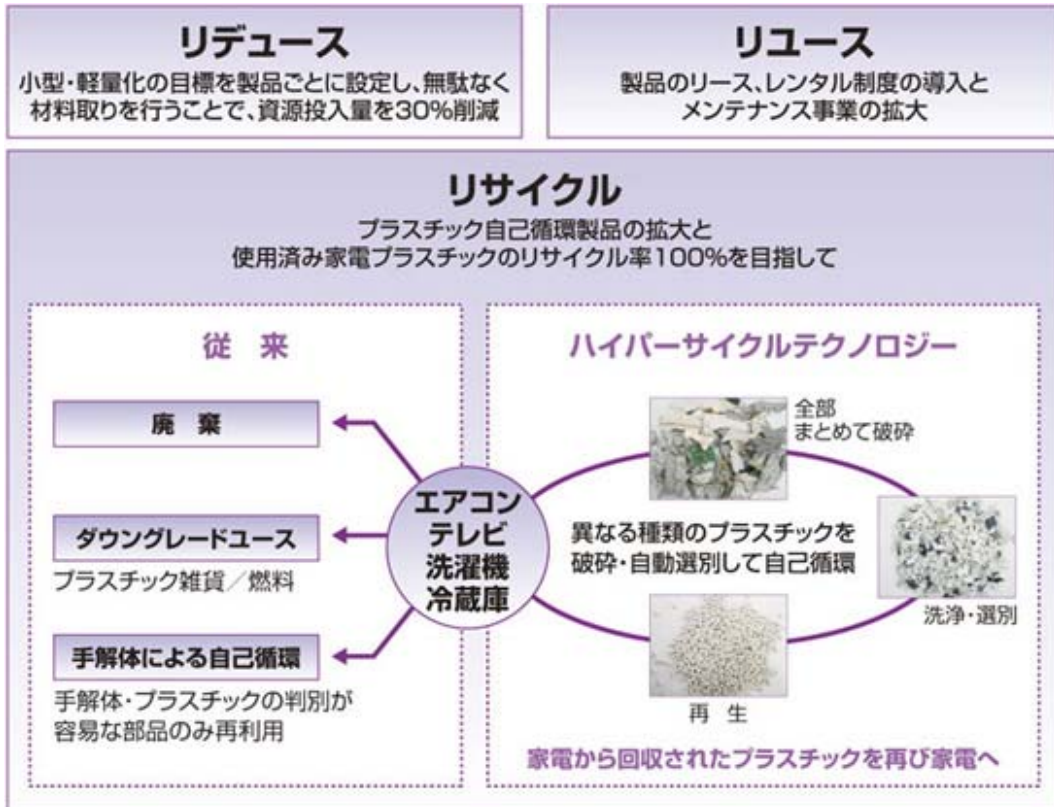 リデュース
小型・軽量化の目標を製品ごとに設定し、無駄なく
材料取りを行うことで、資源投入量を30%削減
リユース
製品のリース、レンタル制度の導入と
メンテナンス事業の拡大
リサイクル
プラスチック自己循環製品の拡大と
使用済み家電プラスチックのリサイクル率100%を目指して
従 来
廃 棄
ダウングレードユース
プラスチック雑貨／燃料
手解体による自己循環
手解体・プラスチックの判別が
容易な部品のみ再利用
エアコン
テレビ
洗濯機
冷蔵庫
ハイパーサイクルテクノロジー
全部
まとめて破砕
異なる種類のプラスチックを
破砕・自動選別して自己循環
洗浄・選別
再 生
家電から回収されたプラスチックを再び家電へ